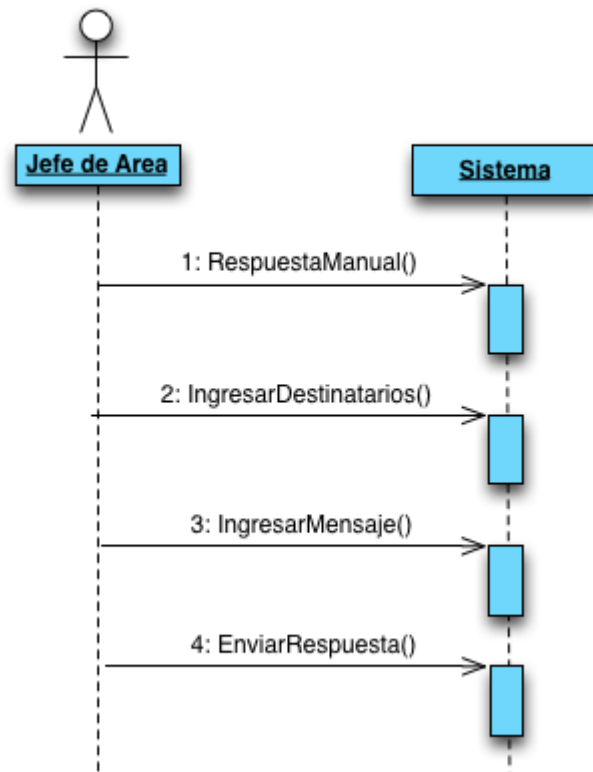 Jefe de Area
Sistema
1: RespuestaManual()
2: IngresarDestinatarios()
3: IngresarMensaje()
4: EnviarRespuesta()